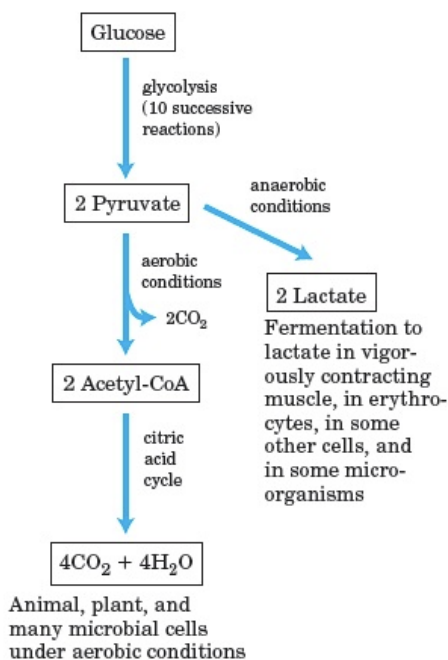 Glucose
glycolysis
(10 successive
reactions)
2 Pyruvate
anaerobic
conditions
aerobic
conditions
2CO₂
2 Lactate
Fermentation to
lactate in vigor-
ously contracting
muscle, in erythro-
cytes, in some
other cells, and
in some micro-
organisms
2 Acetyl-CoA
citric
acid
cycle
4CO₂ + 4H₂O
Animal, plant, and
many microbial cells
under aerobic conditions